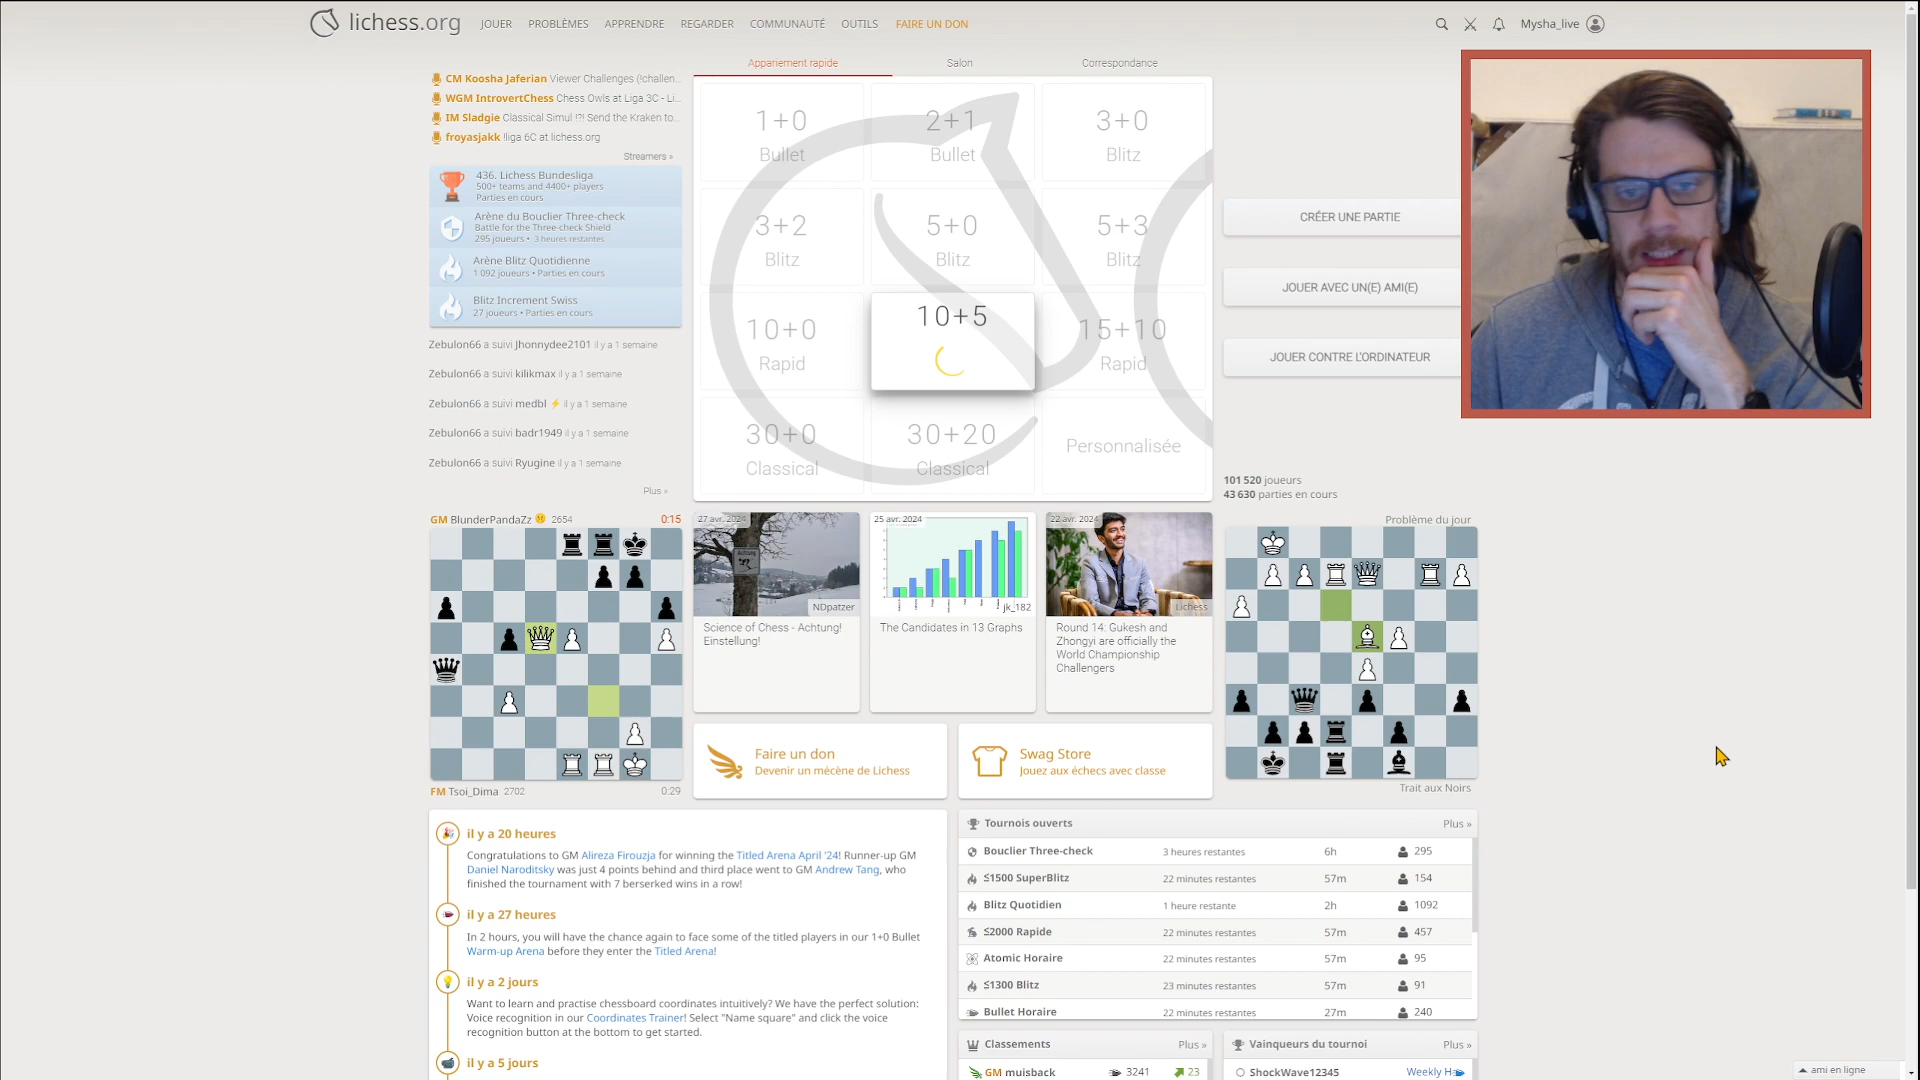 lichess.org
JOUER PROBLÈMES APPRENDRE REGARDER COMMUNAUTÉ OUTILS FAIRE UN DON
Mysha_live
CM Koosha Jaferian Viewer Challenges (!challen...
WGM IntrovertChess Chess Owls at Liga 3C - Li...
IM Sladgie Classical Simul !?! Send the Kraken to...
froyasjakk !liga 6C at lichess.org
Streamers »
436. Lichess Bundesliga
500+ teams and 4400+ players
Parties en cours
Arène du Bouclier Three-check
Battle for the Three-check Shield
295 joueurs • 3 heures restantes
Arène Blitz Quotidienne
1 092 joueurs • Parties en cours
Blitz Increment Swiss
27 joueurs • Parties en cours
Zebulon66 a suivi Jhonnydee2101 il y a 1 semaine
Zebulon66 a suivi kilikmax il y a 1 semaine
Zebulon66 a suivi medbl il y a 1 semaine
Zebulon66 a suivi badr1949 il y a 1 semaine
Zebulon66 a suivi Ryugine il y a 1 semaine
Plus »
Appariement rapide Salon Correspondance
1+0 2+1 3+0
Bullet Bullet Blitz
3+2 5+0 5+3
Blitz Blitz Blitz
10+0 10+5 15+10
Rapid Rapid
30+0 30+20 Personnalisée
Classical Classical
CRÉER UNE PARTIE
JOUER AVEC UN(E) AMI(E)
JOUER CONTRE L'ORDINATEUR
101 520 joueurs
43 630 parties en cours
GM BlunderPandaZz 2654 0:15
FM Tsoi_Dima 2702 0:29
27 avr. 2024
Achtung
NDpatzer
Science of Chess - Achtung!
Einstellung!
25 avr. 2024
jk_182
The Candidates in 13 Graphs
22 avr. 2024
Lichess
Round 14: Gukesh and
Zhongyi are officially the
World Championship
Challengers
Problème du jour
Trait aux Noirs
Faire un don
Devenir un mécène de Lichess
Swag Store
Jouez aux échecs avec classe
il y a 20 heures
Congratulations to GM Alireza Firouzja for winning the Titled Arena April '24! Runner-up GM
Daniel Naroditsky was just 4 points behind and third place went to GM Andrew Tang, who
finished the tournament with 7 berserked wins in a row!
il y a 27 heures
In 2 hours, you will have the chance again to face some of the titled players in our 1+0 Bullet
Warm-up Arena before they enter the Titled Arena!
il y a 2 jours
Want to learn and practise chessboard coordinates intuitively? We have the perfect solution:
Voice recognition in our Coordinates Trainer! Select "Name square" and click the voice
recognition button at the bottom to get started.
il y a 5 jours
Tournois ouverts Plus »
Bouclier Three-check 3 heures restantes 6h 295
≤1500 SuperBlitz 22 minutes restantes 57m 154
Blitz Quotidien 1 heure restante 2h 1092
≤2000 Rapide 22 minutes restantes 57m 457
Atomic Horaire 22 minutes restantes 57m 95
≤1300 Blitz 23 minutes restantes 57m 91
Bullet Horaire 22 minutes restantes 27m 240
Classements Plus »
GM muisback 3241 23
Vainqueurs du tournoi Plus »
ShockWave12345 Weekly H
ami en ligne